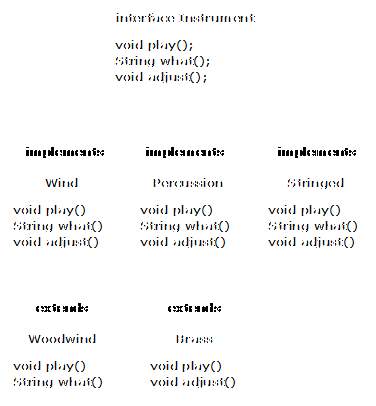 interface Instrument
void play();
String what();
void adjust();
implements
implements
implements
Wind
Percussion
Stringed
void play()
void play()
void play()
String what()
String what()
String what()
void adjust()
void adjust()
void adjust()
extends
extends
Woodwind
Brass
void play()
void play()
String what()
void adjust()